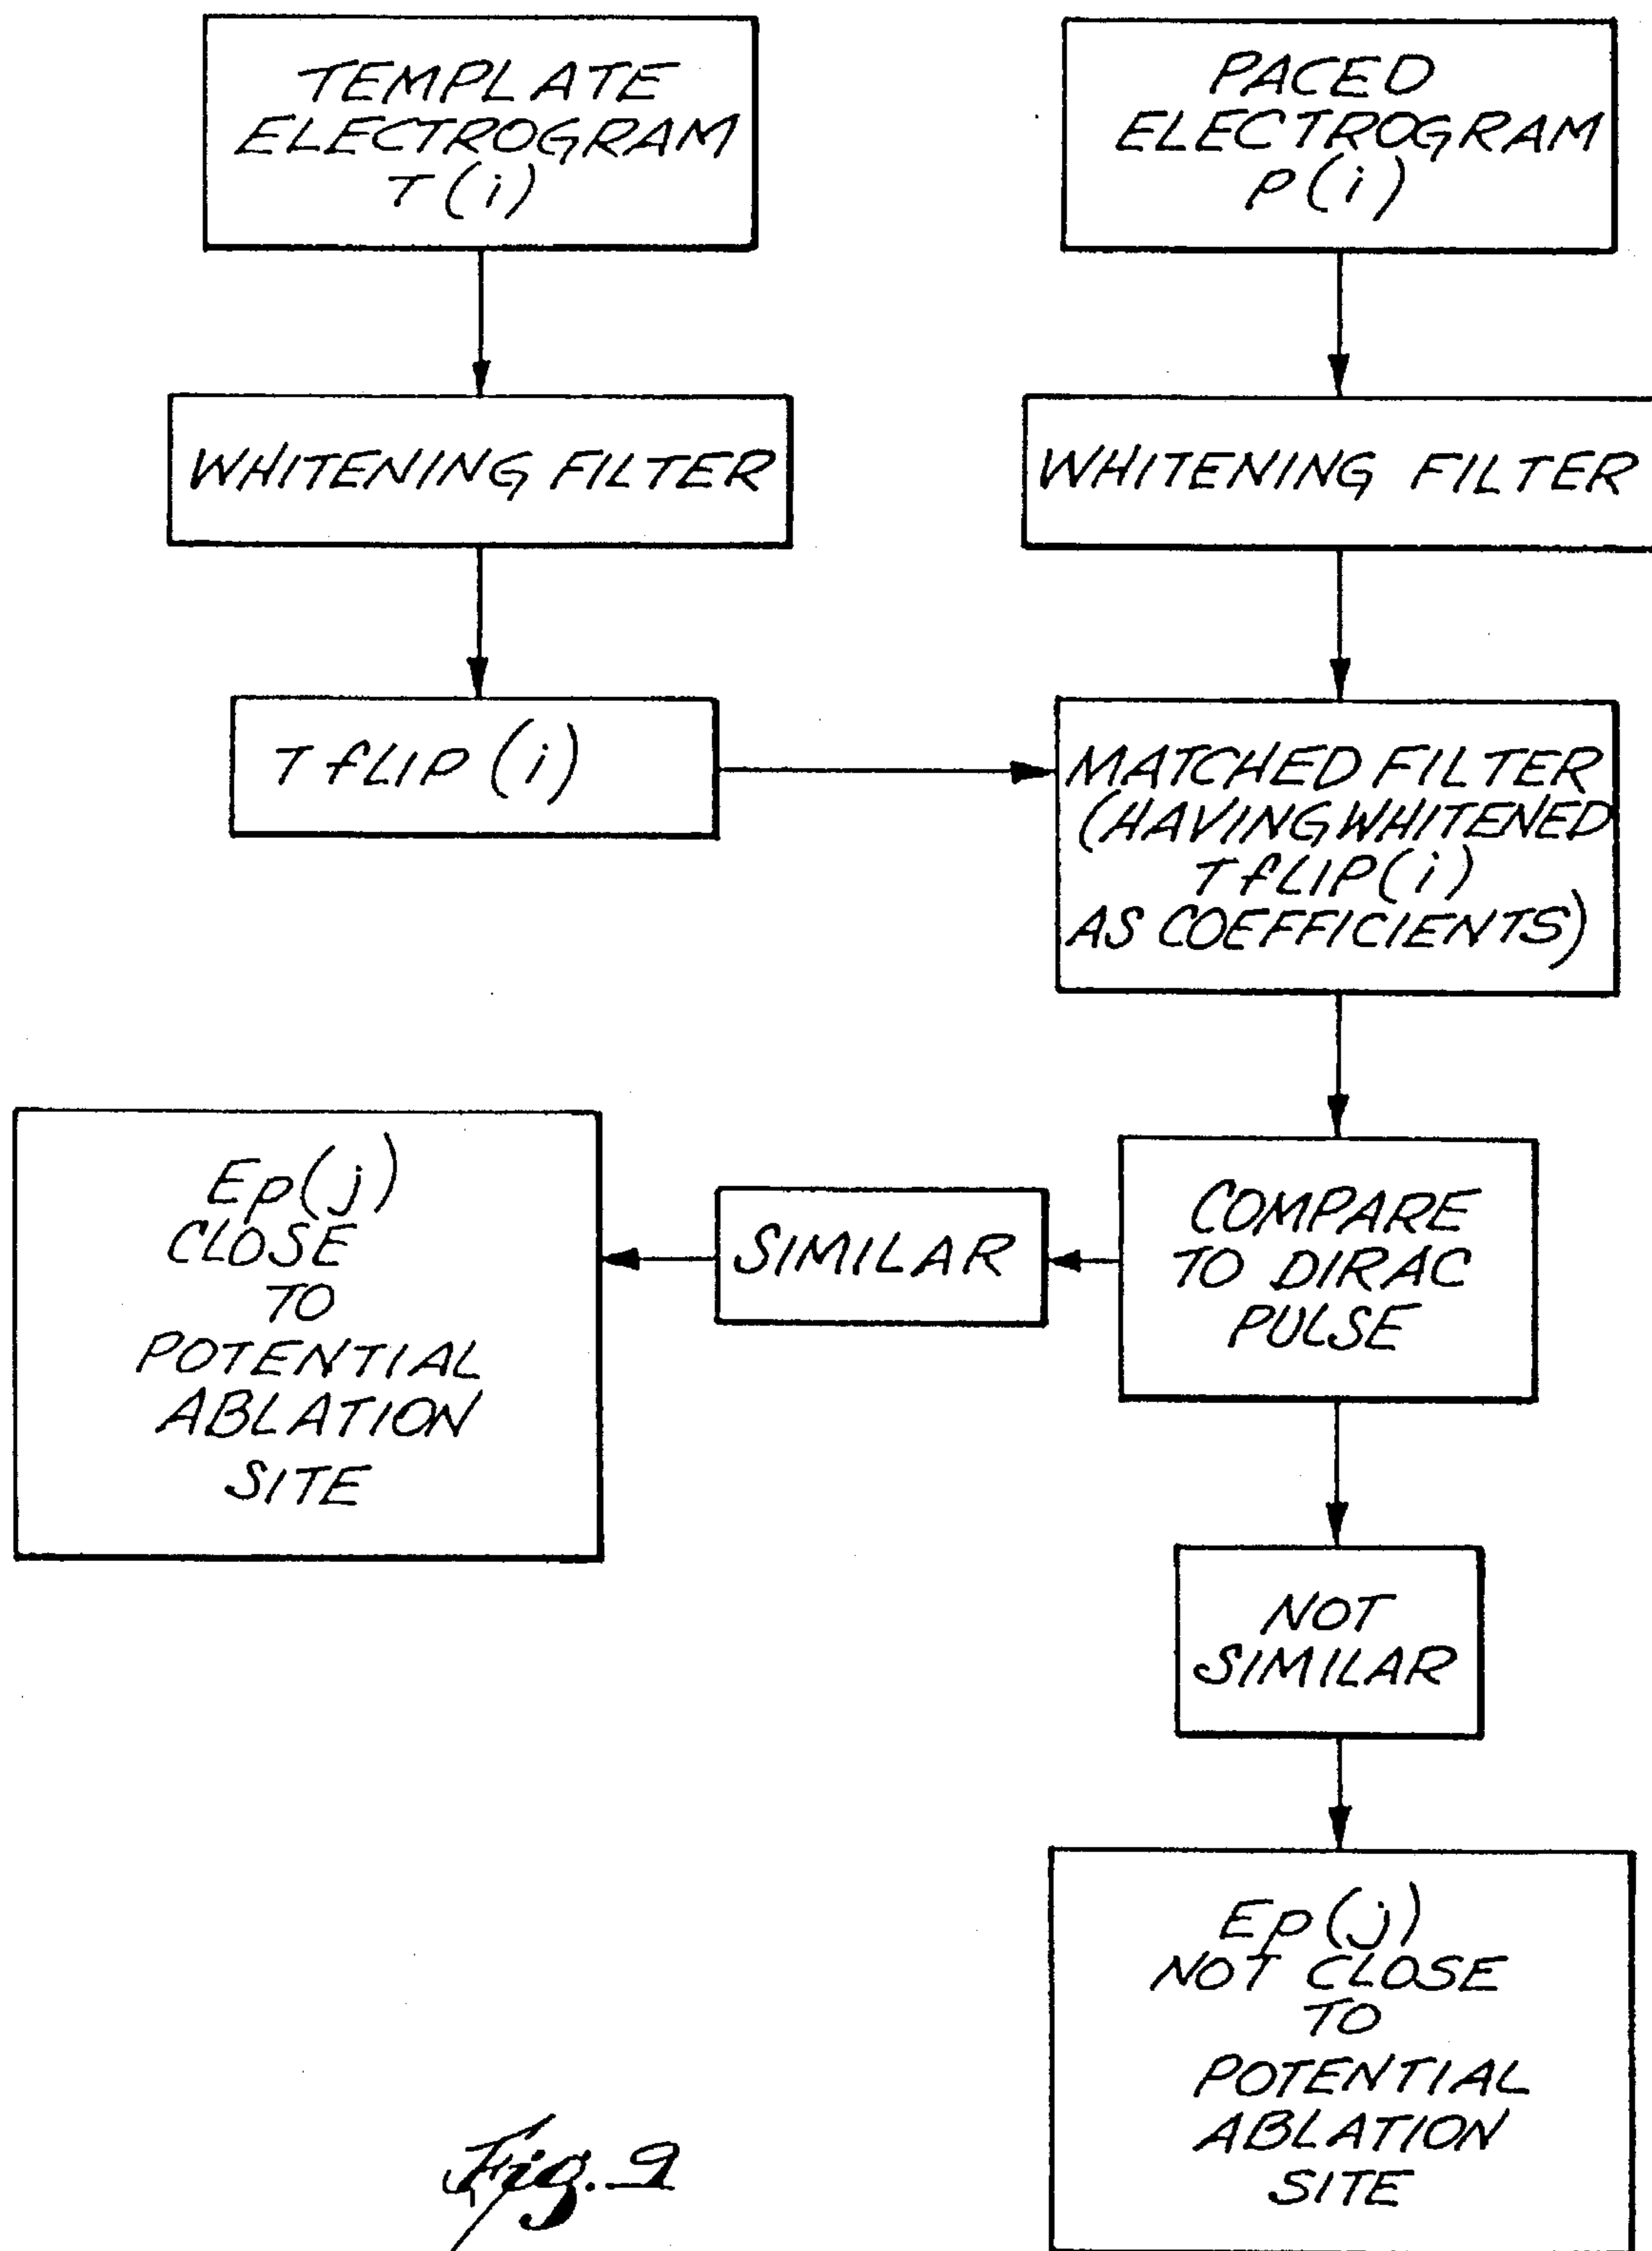 TEMPLATE
ELECTROGRAM
T(i)
PACED
ELECTROGRAM
P(i)
WHITENING FILTER
WHITENING FILTER
T fLIP (i)
MATCHED FILTER
(HAVING WHITENED
T fLIP(i)
AS COEFFICIENTS)
Ep(j)
CLOSE
TO
POTENTIAL
ABLATION
SITE
SIMILAR
COMPARE
TO DIRAC
PULSE
NOT
SIMILAR
Ep(j)
NOT CLOSE
TO
POTENTIAL
ABLATION
SITE
Fig. 9